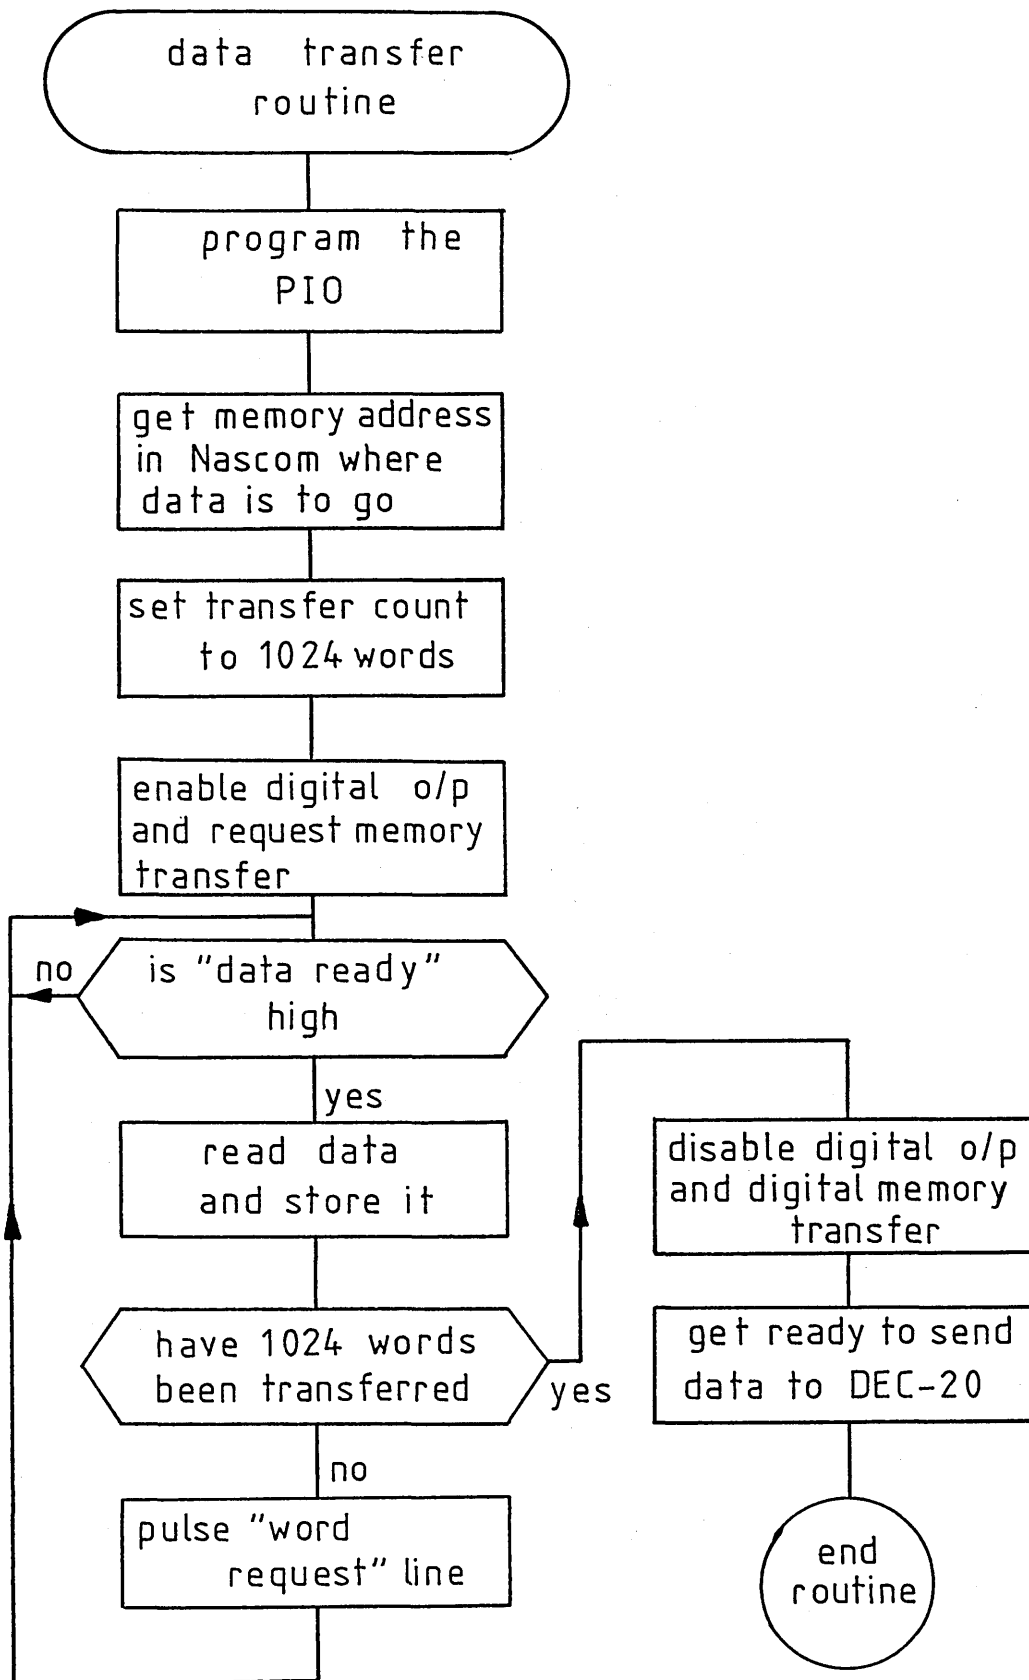 data transfer
routine
program the
PIO
get memory address
in Nascom where
data is to go
set transfer count
to 1024 words
enable digital o/p
and request memory
transfer
no
is "data ready"
high
yes
read data
and store it
have 1024 words
been transferred
yes
no
pulse "word
request" line
disable digital o/p
and digital memory
transfer
get ready to send
data to DEC-20
end
routine